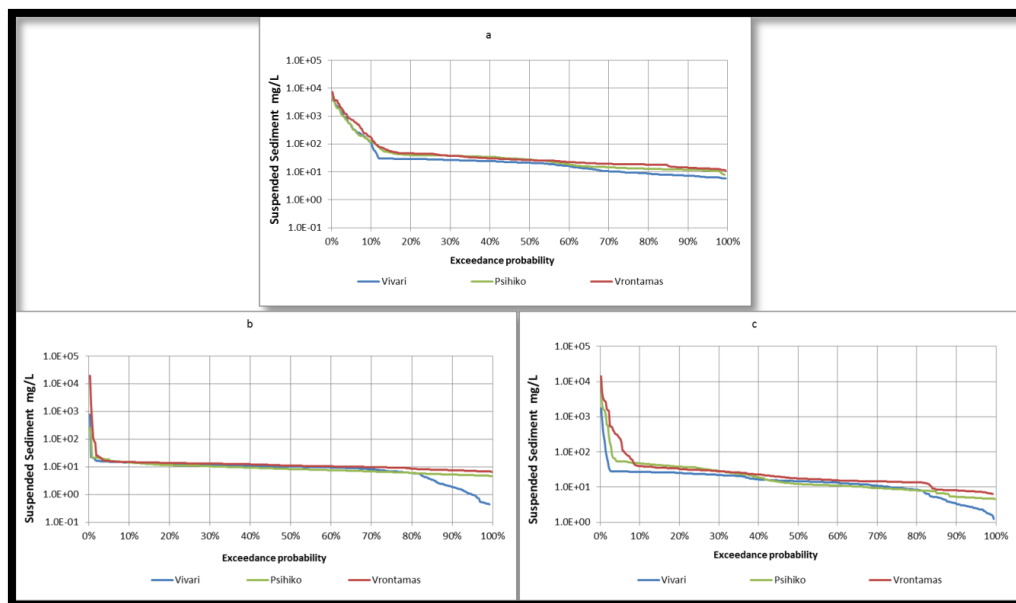 a
Suspended Sediment mg/L
1.0E+05
1.0E+04
1.0E+03
1.0E+02
1.0E+01
1.0E+00
1.0E-01
0% 10% 20% 30% 40% 50% 60% 70% 80% 90% 100%
Exceedance probability
Vivari Psihiko Vrontamas
b
Suspended Sediment mg/L
1.0E+05
1.0E+04
1.0E+03
1.0E+02
1.0E+01
1.0E+00
1.0E-01
0% 10% 20% 30% 40% 50% 60% 70% 80% 90% 100%
Exceedance probability
Vivari Psihiko Vrontamas
c
Suspended Sediment mg/L
1.0E+05
1.0E+04
1.0E+03
1.0E+02
1.0E+01
1.0E+00
0% 10% 20% 30% 40% 50% 60% 70% 80% 90% 100%
Exceedance probability
Vivari Psihiko Vrontamas